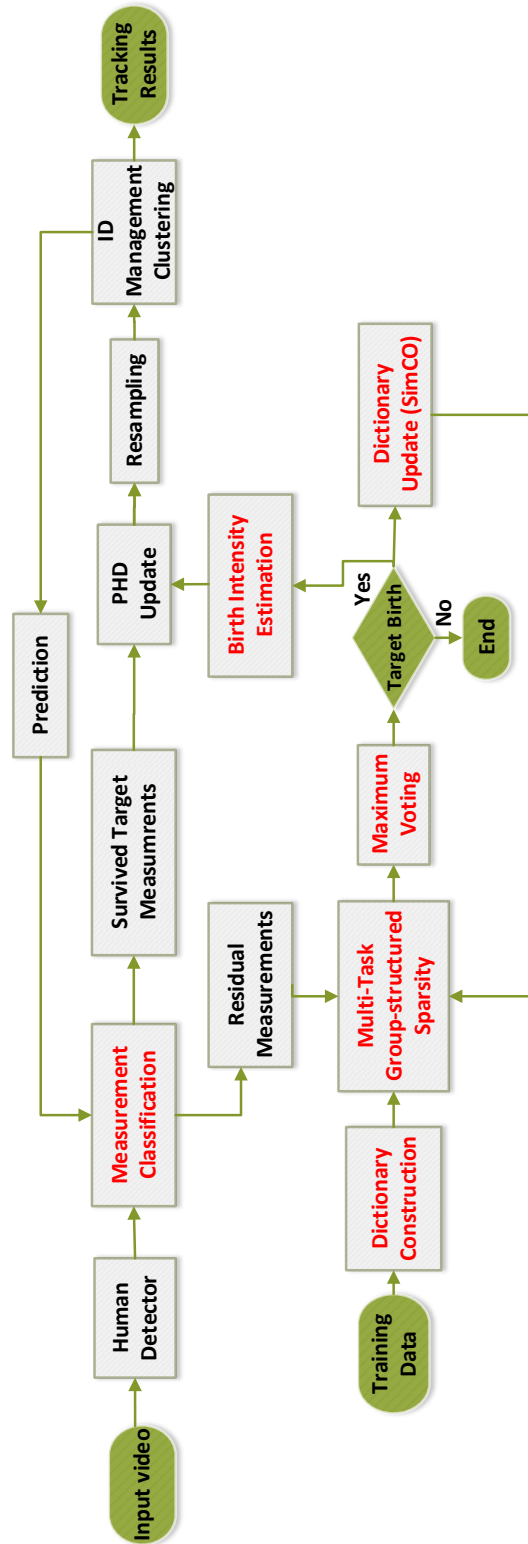 Input video
Human
Detector
Measurement
Classification
Survived Target
Measumrents
PHD
Update
Resampling
ID
Management
Clustering
Tracking
Results
Prediction
Residual
Measurements
Birth Intensity
Estimation
Training
Data
Dictionary
Construction
Multi-Task
Group-structured
Sparsity
Maximum
Voting
Target Birth
Yes
No
End
Dictionary
Update (SimCO)